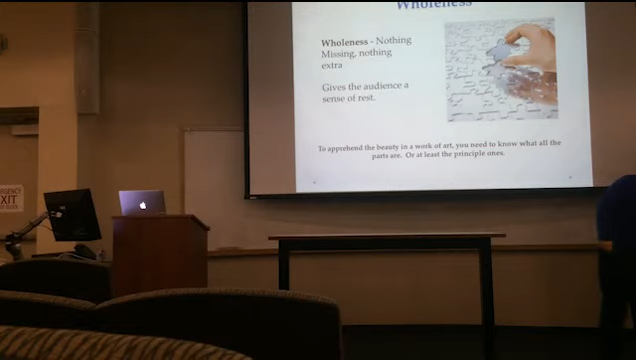 Wholeness
Wholeness - Nothing
Missing, nothing
extra
Gives the audience a
sense of rest.
To apprehend the beauty in a work of art, you need to know what all the
parts are. Or at least the principle ones.
EXIT